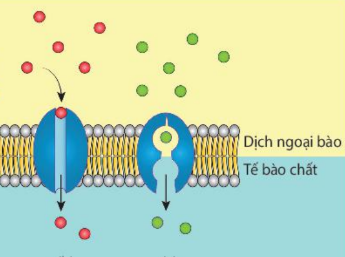 Dịch ngoại bào
Tế bào chất